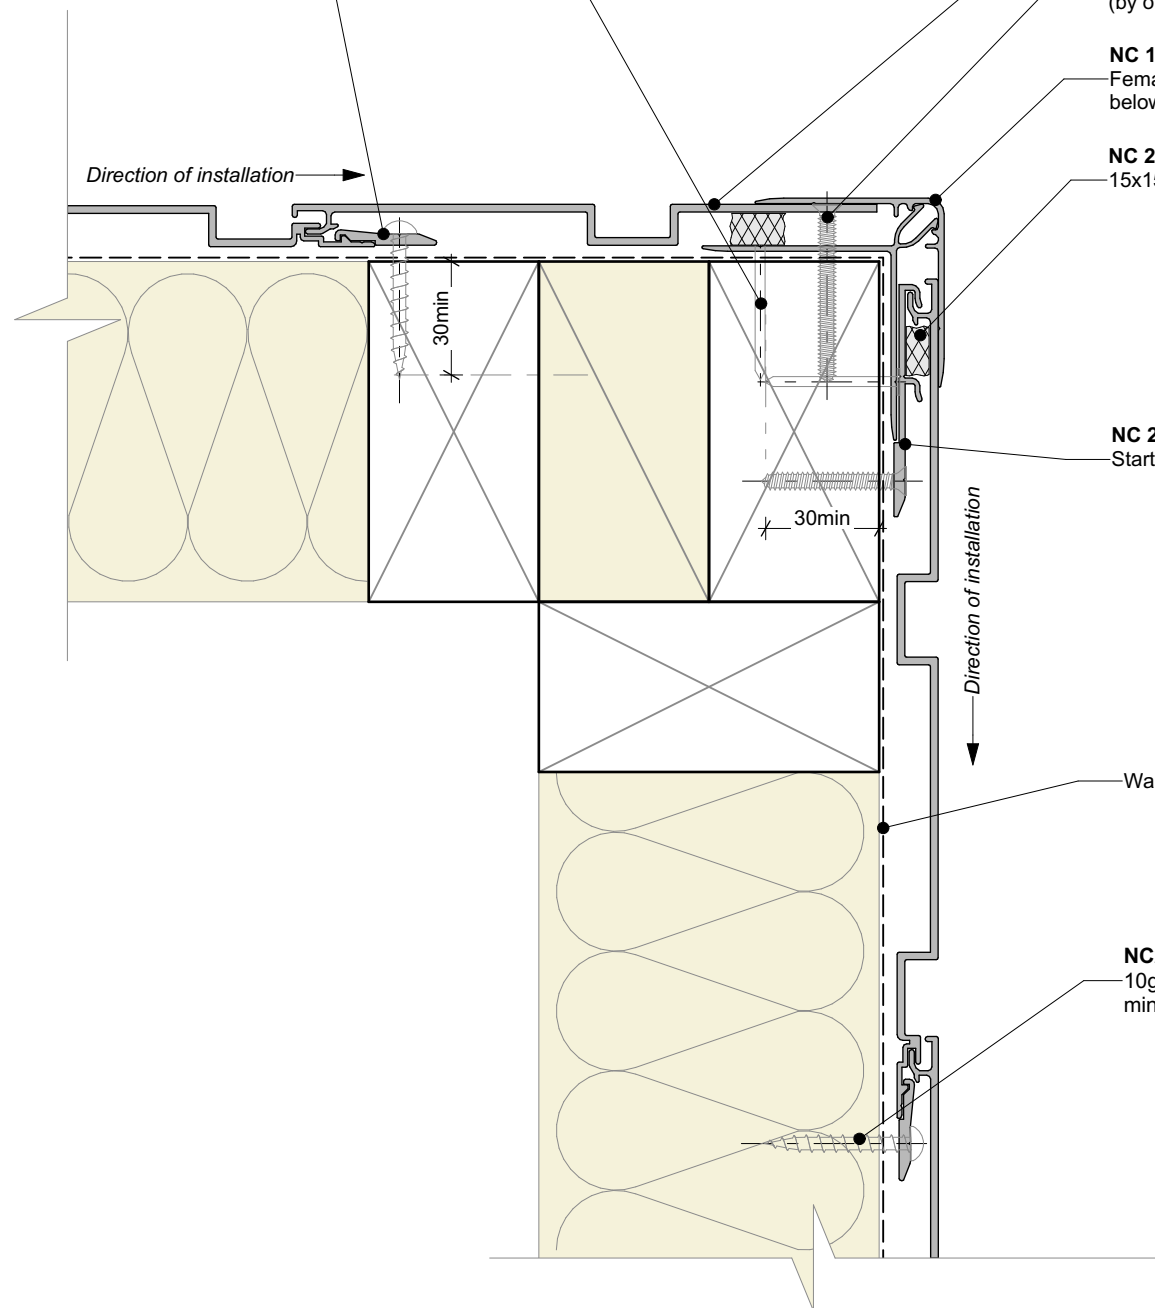 (by o
NC 1
Fema
below
Direction of installation
NC 2
15x15
30min
NC 2
Start
30min
Direction of installation
Wa
NC
10g
min